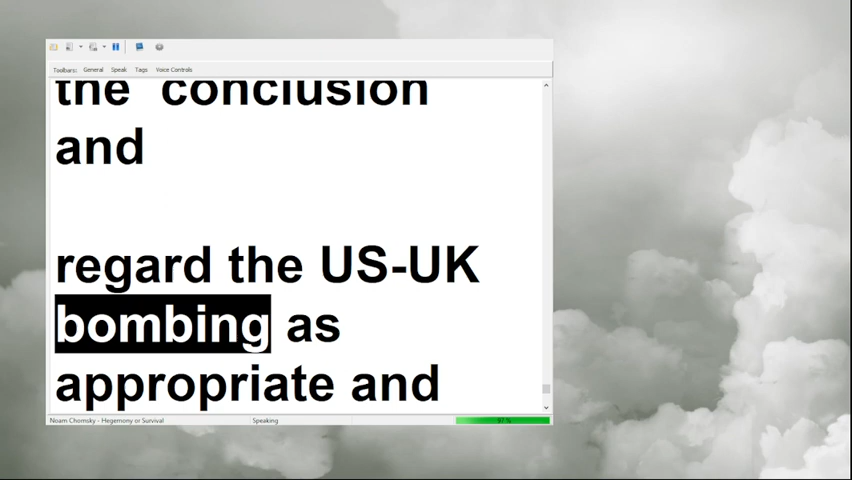 Toolbars: General Speak Tags Voice Controls
the conclusion
and
regard the US-UK
bombing as
appropriate and
Noam Chomsky - Hegemony or Survival Speaking 97 %